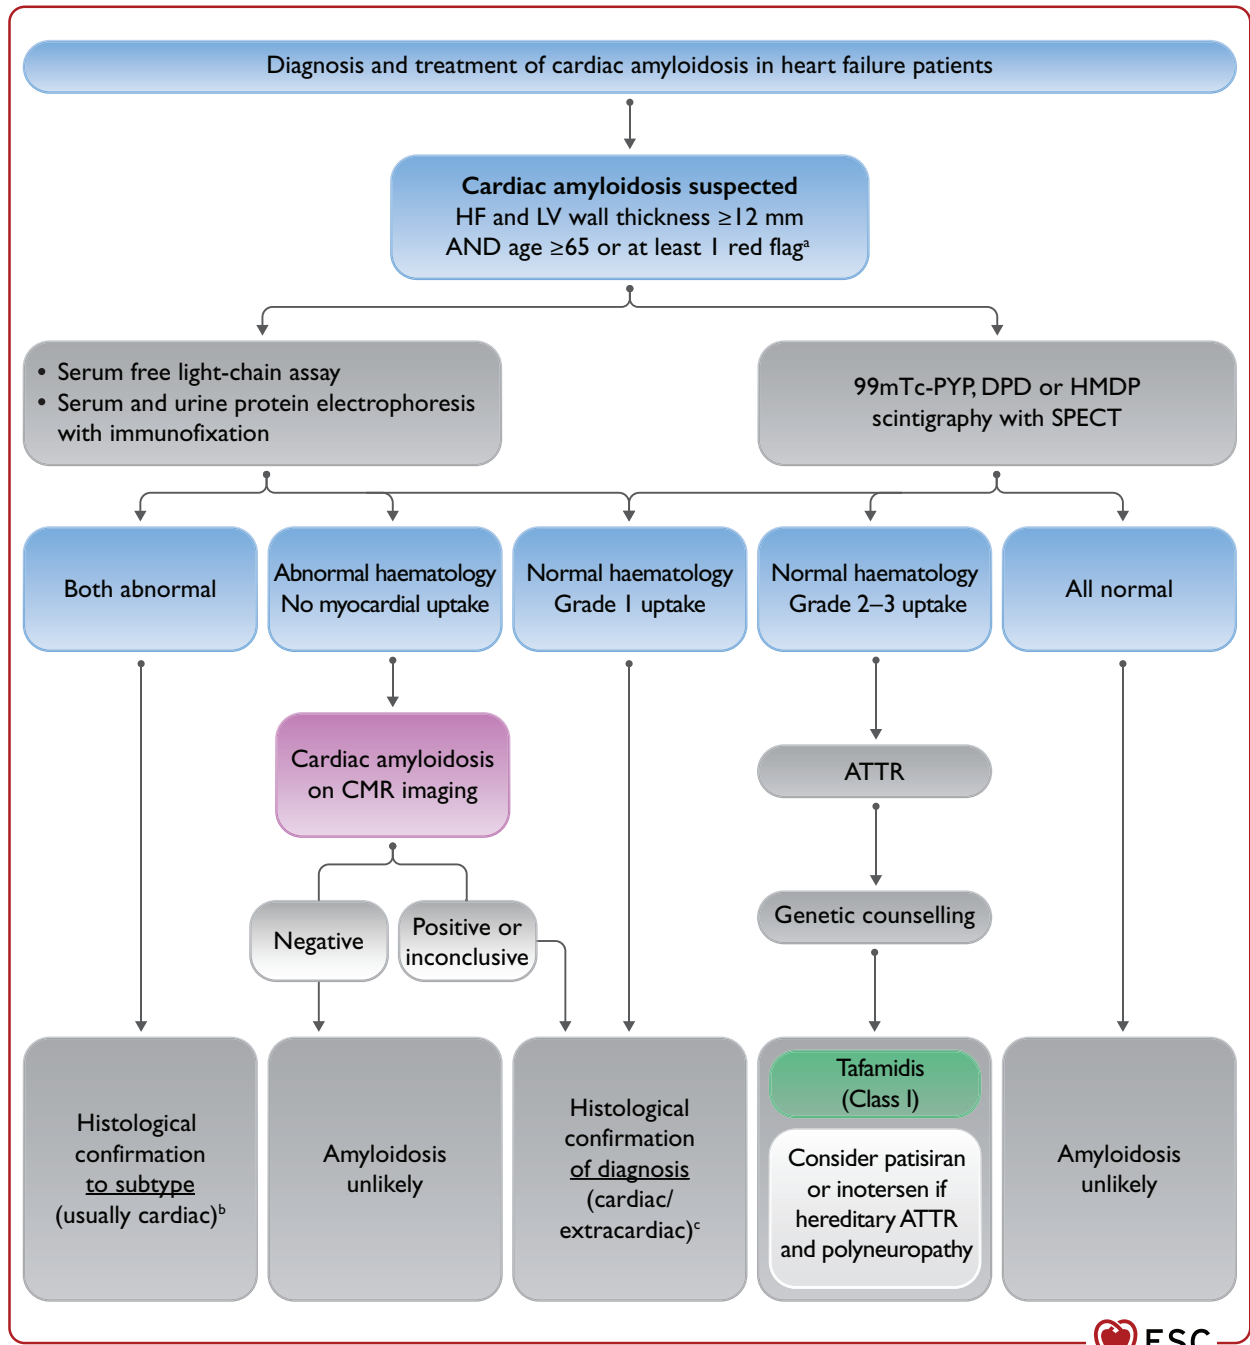 Diagnosis and treatment of cardiac amyloidosis in heart failure patients
Cardiac amyloidosis suspected
HF and LV wall thickness ≥12 mm
AND age ≥65 or at least 1 red flagᵃ
• Serum free light-chain assay
• Serum and urine protein electrophoresis
with immunofixation
99mTc-PYP, DPD or HMDP
scintigraphy with SPECT
Both abnormal
Abnormal haematology
No myocardial uptake
Normal haematology
Grade 1 uptake
Normal haematology
Grade 2–3 uptake
All normal
Cardiac amyloidosis
on CMR imaging
ATTR
Negative
Positive or
inconclusive
Genetic counselling
Histological
confirmation
to subtype
(usually cardiac)ᵇ
Amyloidosis
unlikely
Histological
confirmation
of diagnosis
(cardiac/
extracardiac)ᶜ
Tafamidis
(Class I)
Consider patisiran
or inotersen if
hereditary ATTR
and polyneuropathy
Amyloidosis
unlikely
ESC